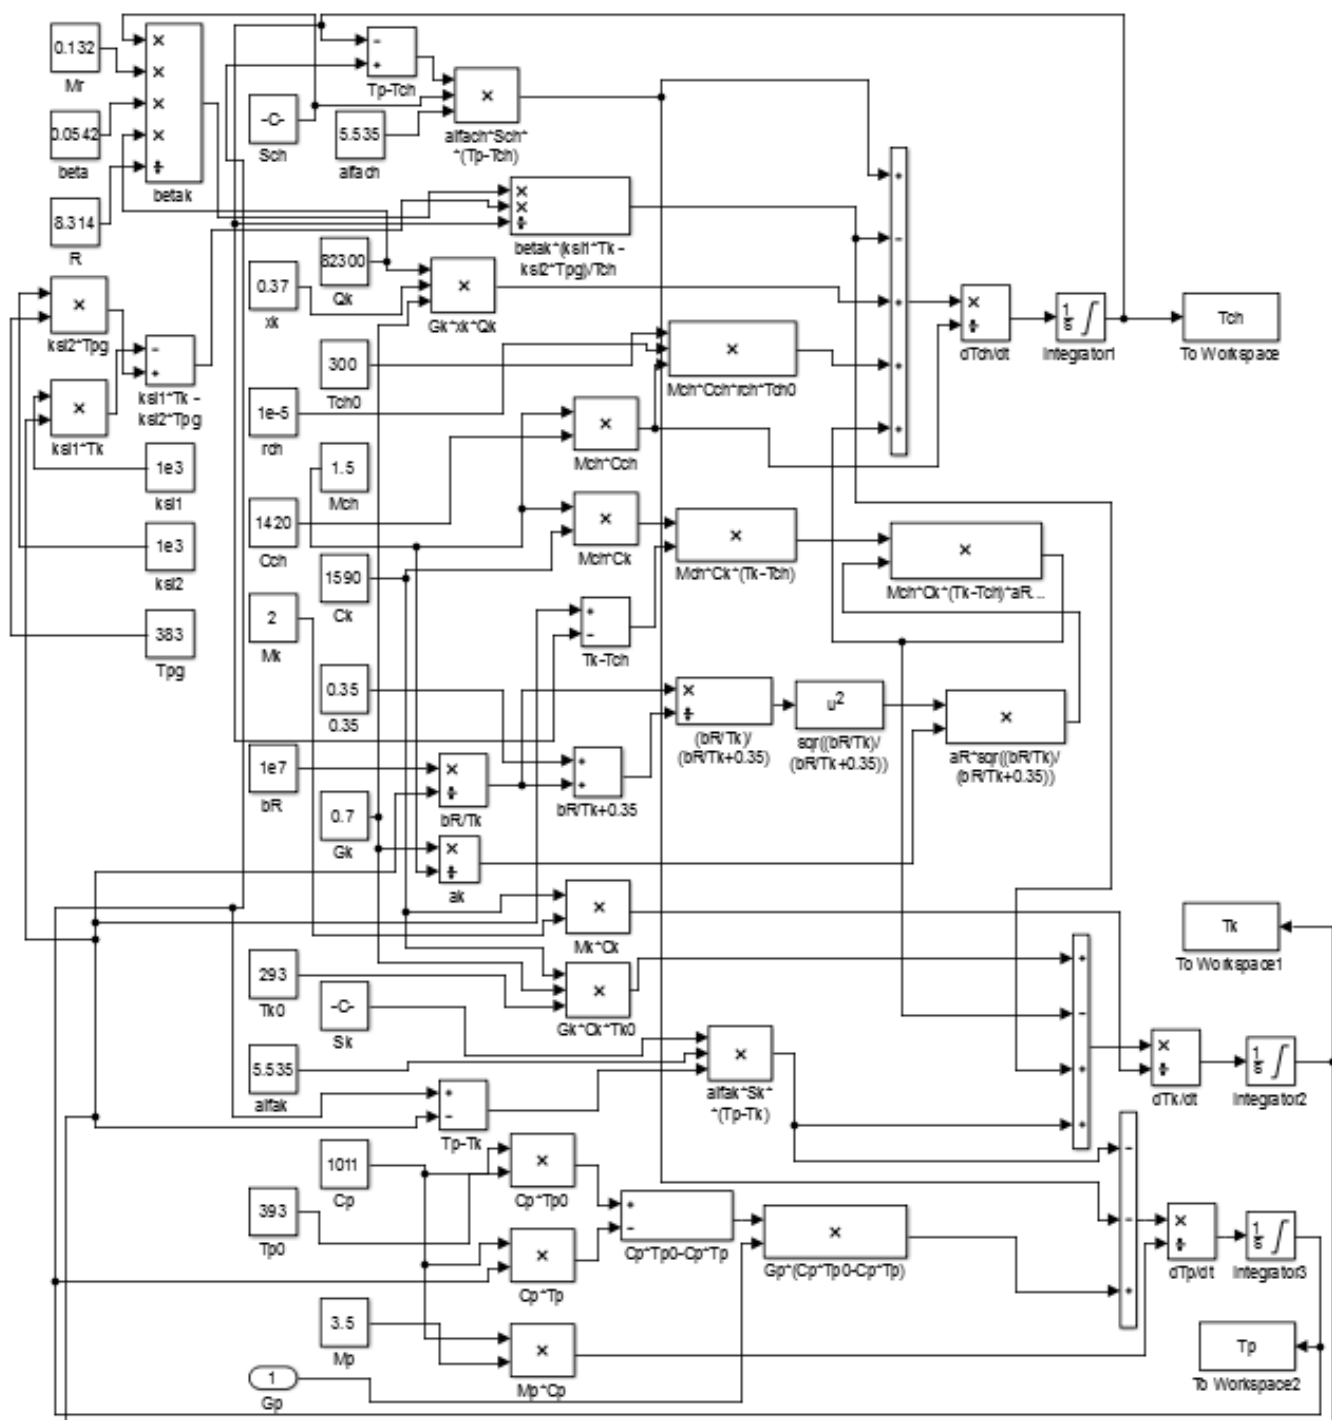 0.132
Mr
0.0542
beta
8.314
R
betak
-C-
Sch
Tp-Tch
5.535
alfach
alfach*Sch*
*(Tp-Tch)
betak*(ksi1*Tk -
ksi2*Tpg)/Tch
82300
Qk
0.37
xk
Gk*xk*Qk
ksi2*Tpg
ksi1*Tk -
ksi2*Tpg
ksi1*Tk
300
Tch0
1e-5
rch
Mch*Cch*rch*Tch0
dTch/dt
1
s
Integrator1
Tch
To Workspace
1e3
ksi1
1.5
Mch
Mch*Cch
1420
Cch
1e3
ksi2
Mch*Ck
Mch*Ck*(Tk-Tch)
Mch*Ck*(Tk-Tch)*aR...
1590
Ck
383
Tpg
2
Mk
Tk-Tch
0.35
0.35
(bR/Tk)/
(bR/Tk+0.35)
u2
sqr((bR/Tk)/
(bR/Tk+0.35))
aR*sqr((bR/Tk)/
(bR/Tk+0.35))
1e7
bR
bR/Tk
bR/Tk+0.35
0.7
Gk
ak
Mk*Ck
Tk
To Workspace1
293
Tk0
-C-
Sk
Gk*Ck*Tk0
5.535
alfak
alfak*Sk*
*(Tp-Tk)
dTk/dt
1
s
Integrator2
Tp-Tk
1011
Cp
Cp*Tp0
393
Tp0
Cp*Tp
Cp*Tp0-Cp*Tp
Gp*(Cp*Tp0-Cp*Tp)
dTp/dt
1
s
Integrator3
3.5
Mp
Mp*Cp
1
Gp
Tp
To Workspace2